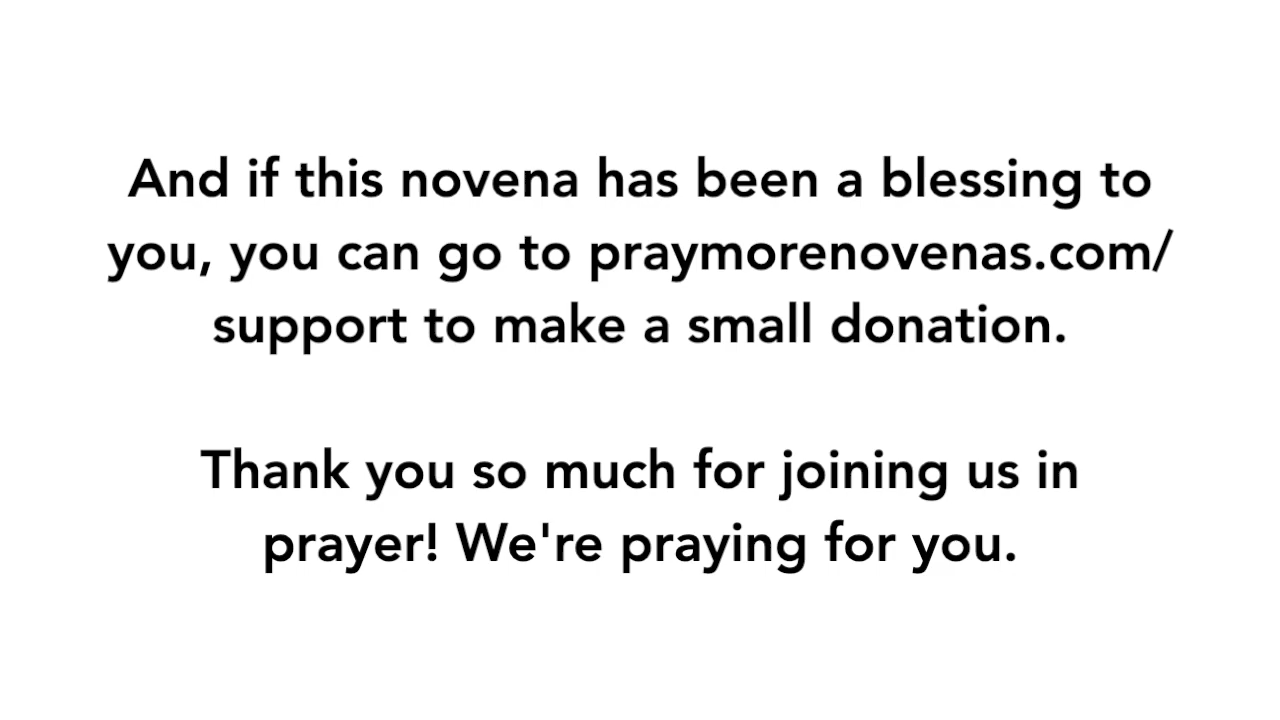 And if this novena has been a blessing to
you, you can go to praymorenovenas.com/
support to make a small donation.
Thank you so much for joining us in
prayer! We're praying for you.